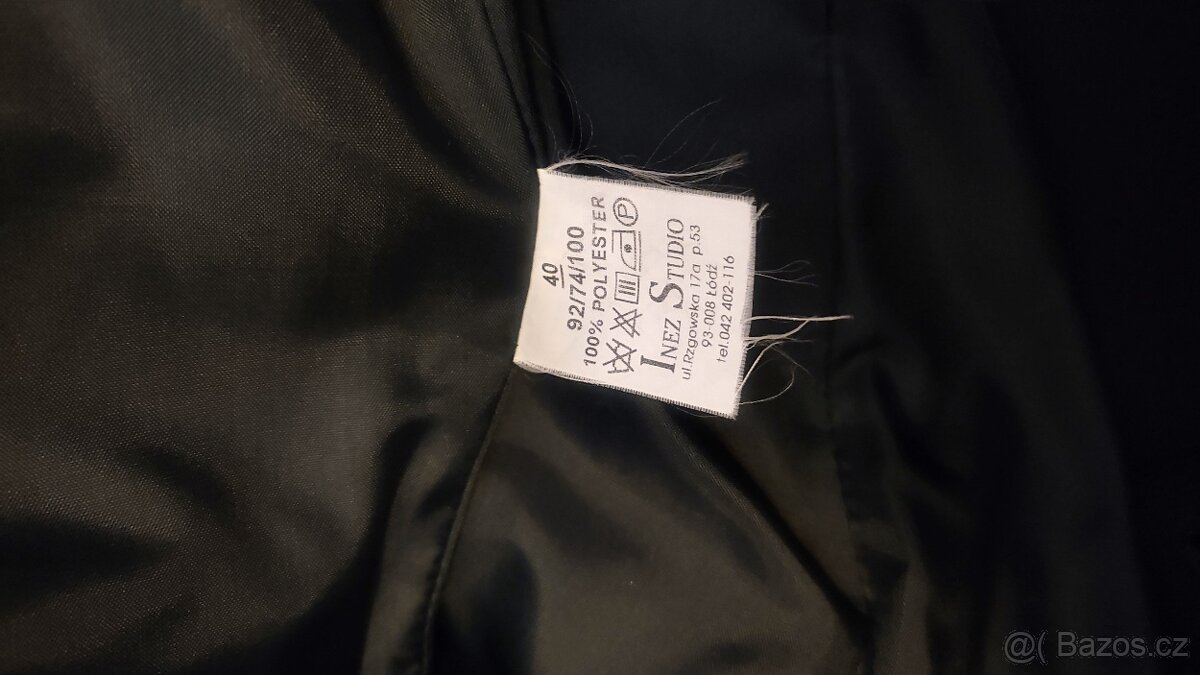 40
92/74/100
100% POLYESTER
P
INEZ STUDIO
ul.Rzgowska 17a p.53
93-008 Łódź
tel.042 402-116
@( Bazos.cz